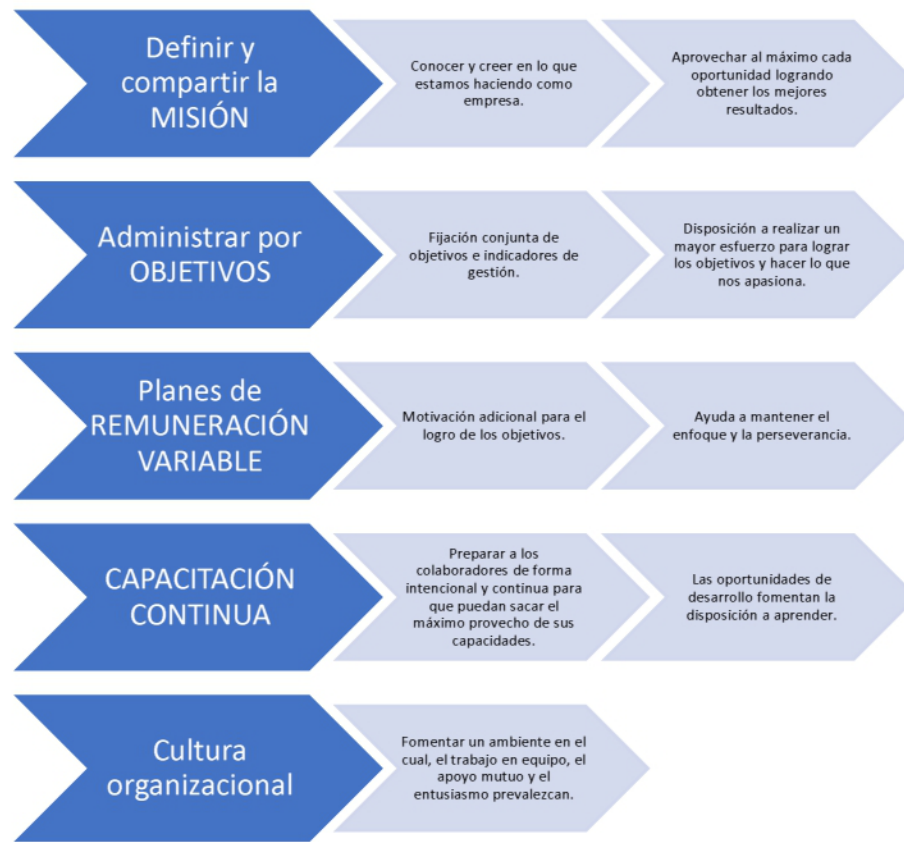 Definir y
compartir la
MISIÓN
Conocer y creer en lo que
estamos haciendo como
empresa.
Aprovechar al máximo cada
oportunidad logrando
obtener los mejores
resultados.
Administrar por
OBJETIVOS
Fijación conjunta de
objetivos e indicadores de
gestión.
Disposición a realizar un
mayor esfuerzo para lograr
los objetivos y hacer lo que
nos apasiona.
Planes de
REMUNERACIÓN
VARIABLE
Motivación adicional para el
logro de los objetivos.
Ayuda a mantener el
enfoque y la perseverancia.
CAPACITACIÓN
CONTINUA
Preparar a los
colaboradores de forma
intencional y continua para
que puedan sacar el
máximo provecho de sus
capacidades.
Las oportunidades de
desarrollo fomentan la
disposición a aprender.
Cultura
organizacional
Fomentar un ambiente en el
cual, el trabajo en equipo, el
apoyo mutuo y el
entusiasmo prevalezcan.